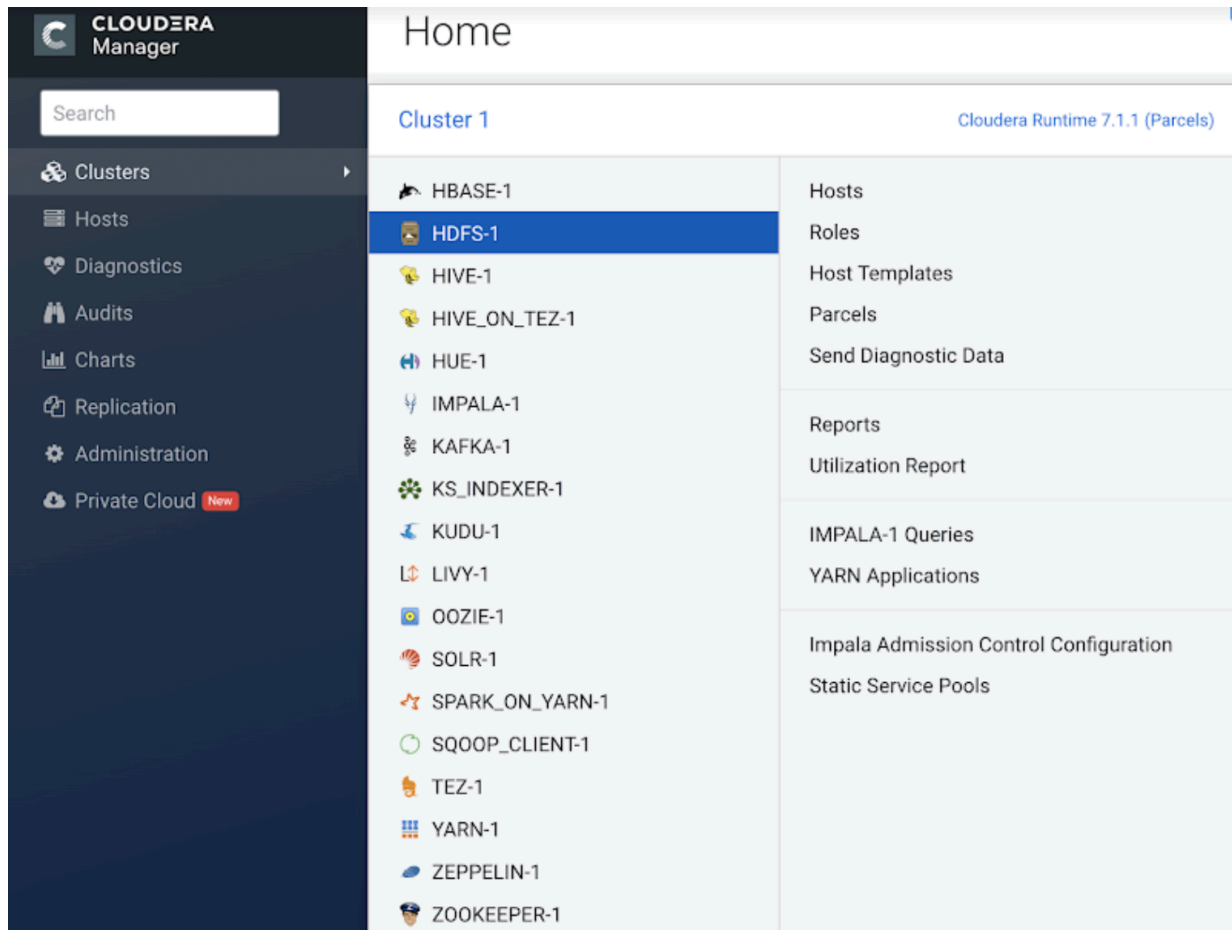 CLOUDERA
Manager
Search
Clusters
Hosts
Diagnostics
Audits
Charts
Replication
Administration
Private Cloud New
Home
Cluster 1
Cloudera Runtime 7.1.1 (Parcels)
HBASE-1
HDFS-1
HIVE-1
HIVE_ON_TEZ-1
HUE-1
IMPALA-1
KAFKA-1
KS_INDEXER-1
KUDU-1
LIVY-1
OOZIE-1
SOLR-1
SPARK_ON_YARN-1
SQOOP_CLIENT-1
TEZ-1
YARN-1
ZEPPELIN-1
ZOOKEEPER-1
Hosts
Roles
Host Templates
Parcels
Send Diagnostic Data
Reports
Utilization Report
IMPALA-1 Queries
YARN Applications
Impala Admission Control Configuration
Static Service Pools